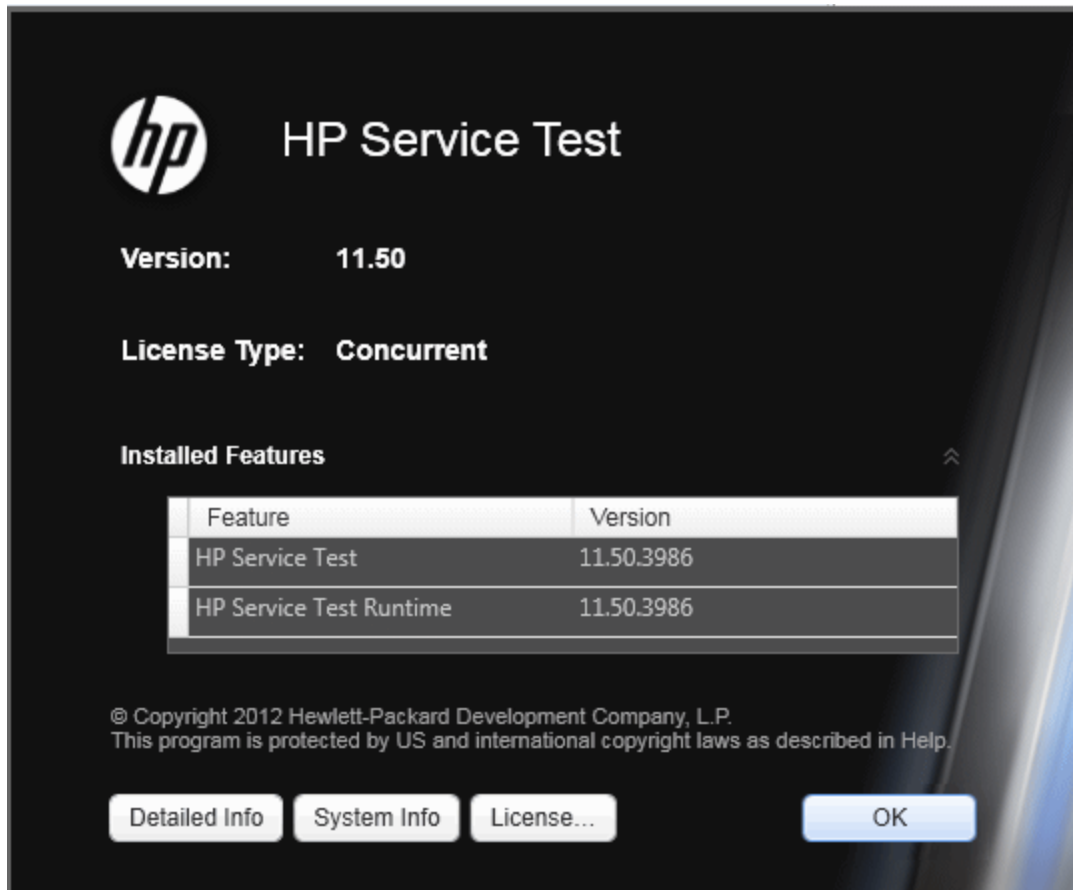 hp
HP Service Test
Version: 11.50
License Type: Concurrent
Installed Features
Feature Version
HP Service Test 11.50.3986
HP Service Test Runtime 11.50.3986
© Copyright 2012 Hewlett-Packard Development Company, L.P.
This program is protected by US and international copyright laws as described in Help.
Detailed Info System Info License... OK